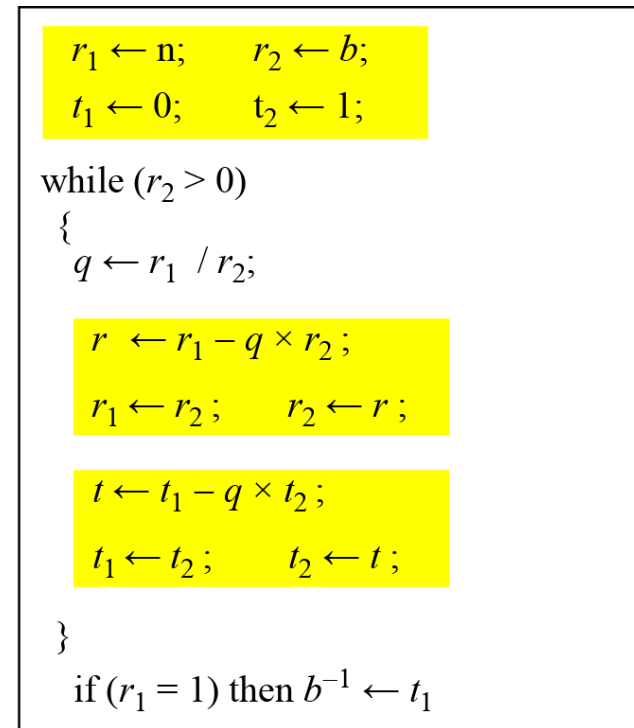 r₁ ← n; r₂ ← b;
t₁ ← 0; t₂ ← 1;
while (r₂ > 0)
{
q ← r₁ / r₂;
r ← r₁ − q × r₂ ;
r₁ ← r₂ ; r₂ ← r ;
t ← t₁ − q × t₂ ;
t₁ ← t₂ ; t₂ ← t ;
}
if (r₁ = 1) then b⁻¹ ← t₁